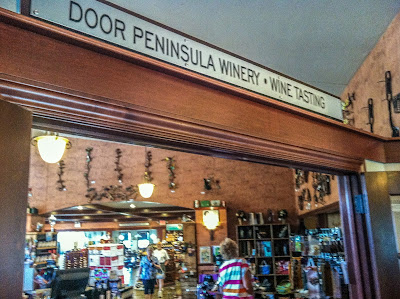 DOOR PENINSULA WINERY • WINE TASTING